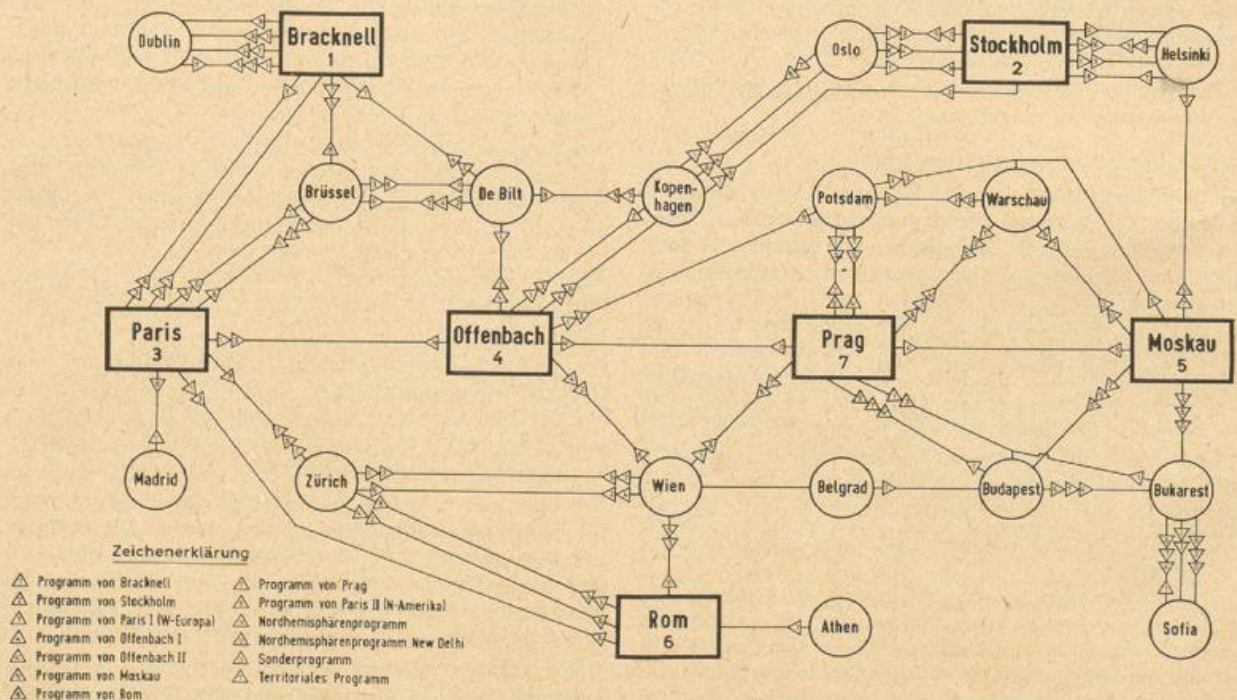 Dublin
Bracknell
1
Oslo
Stockholm
2
Helsinki
Brüssel
De Bilt
Kopen-
hagen
Potsdam
Warschau
Paris
3
Offenbach
4
Prag
7
Moskau
5
Madrid
Zürich
Wien
Belgrad
Budapest
Bukarest
Rom
6
Athen
Sofia
Zeichenerklärung
Programm von Bracknell
Programm von Stockholm
Programm von Paris I (W-Europa)
Programm von Offenbach I
Programm von Offenbach II
Programm von Moskau
Programm von Rom
Programm von Prag
Programm von Paris II (N-Amerika)
Nordhemisphärenprogramm
Nordhemisphärenprogramm New Delhi
Sonderprogramm
Territoriales Programm